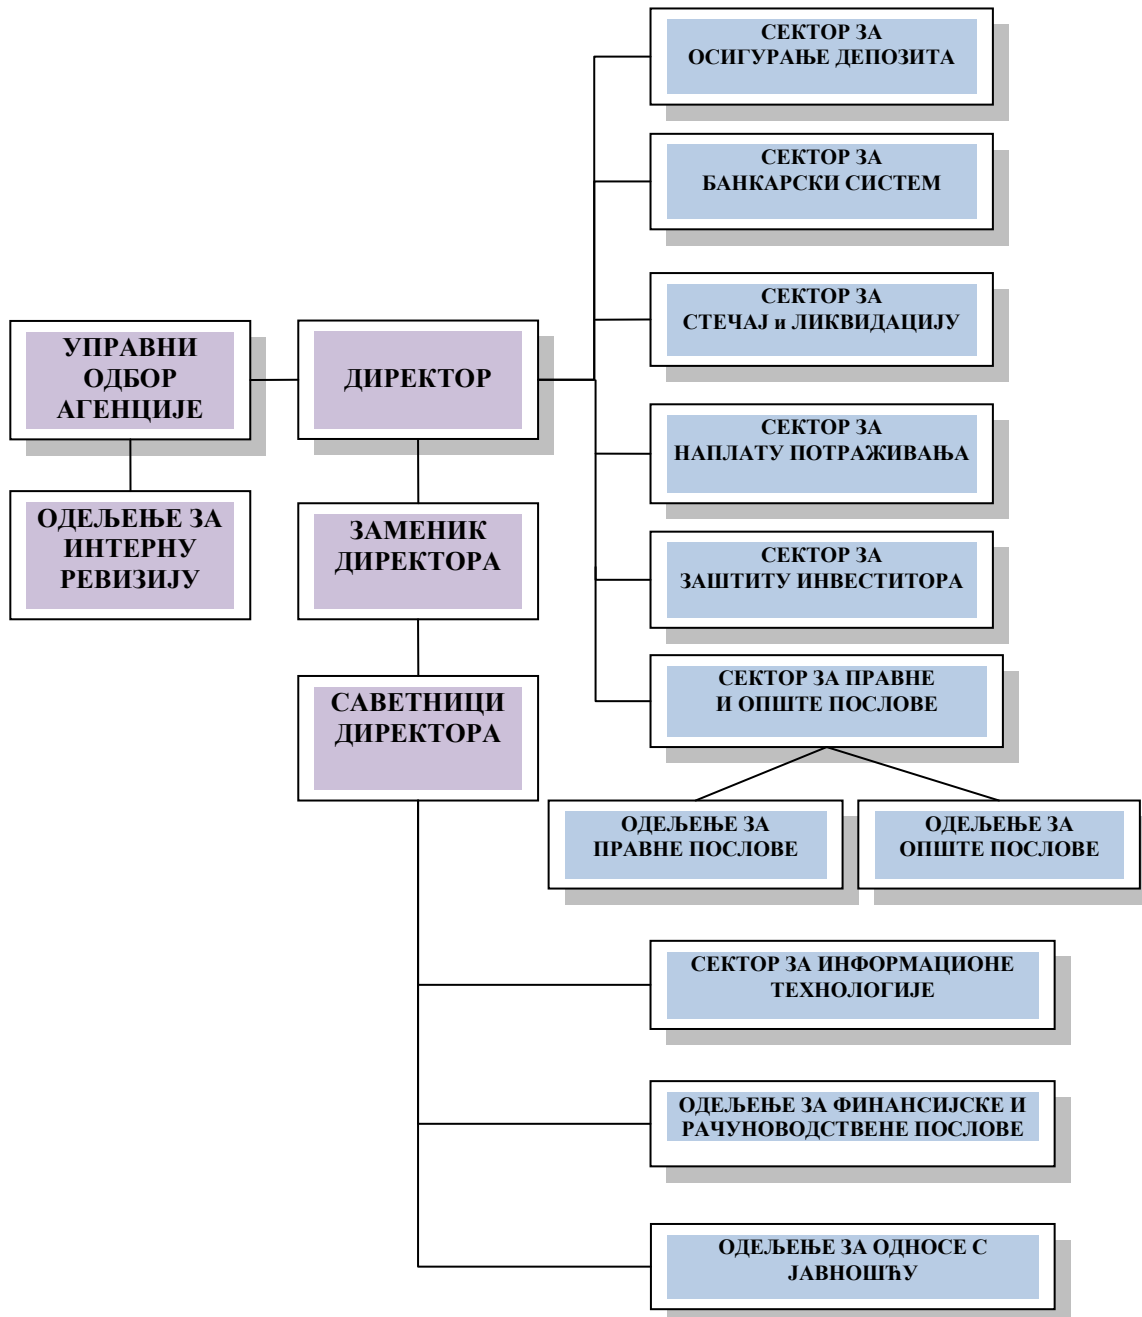 СЕКТОР ЗА
ОСИГУРАЊЕ ДЕПОЗИТА
СЕКТОР ЗА
БАНКАРСКИ СИСТЕМ
СЕКТОР ЗА
СТЕЧАЈ и ЛИКВИДАЦИЈУ
УПРАВНИ
ОДБОР
АГЕНЦИЈЕ
ДИРЕКТОР
СЕКТОР ЗА
НАПЛАТУ ПОТРАЖИВАЊА
ОДЕЉЕЊЕ ЗА
ИНТЕРНУ
РЕВИЗИЈУ
ЗАМЕНИК
ДИРЕКТОРА
СЕКТОР ЗА
ЗАШТИТУ ИНВЕСТИТОРА
САВЕТНИЦИ
ДИРЕКТОРА
СЕКТОР ЗА ПРАВНЕ
И ОПШТЕ ПОСЛОВЕ
ОДЕЉЕЊЕ ЗА
ПРАВНЕ ПОСЛОВЕ
ОДЕЉЕЊЕ ЗА
ОПШТЕ ПОСЛОВЕ
СЕКТОР ЗА ИНФОРМАЦИОНЕ
ТЕХНОЛОГИЈЕ
ОДЕЉЕЊЕ ЗА ФИНАНСИЈСКЕ И
РАЧУНОВОДСТВЕНЕ ПОСЛОВЕ
ОДЕЉЕЊЕ ЗА ОДНОСЕ С
ЈАВНОШЋУ